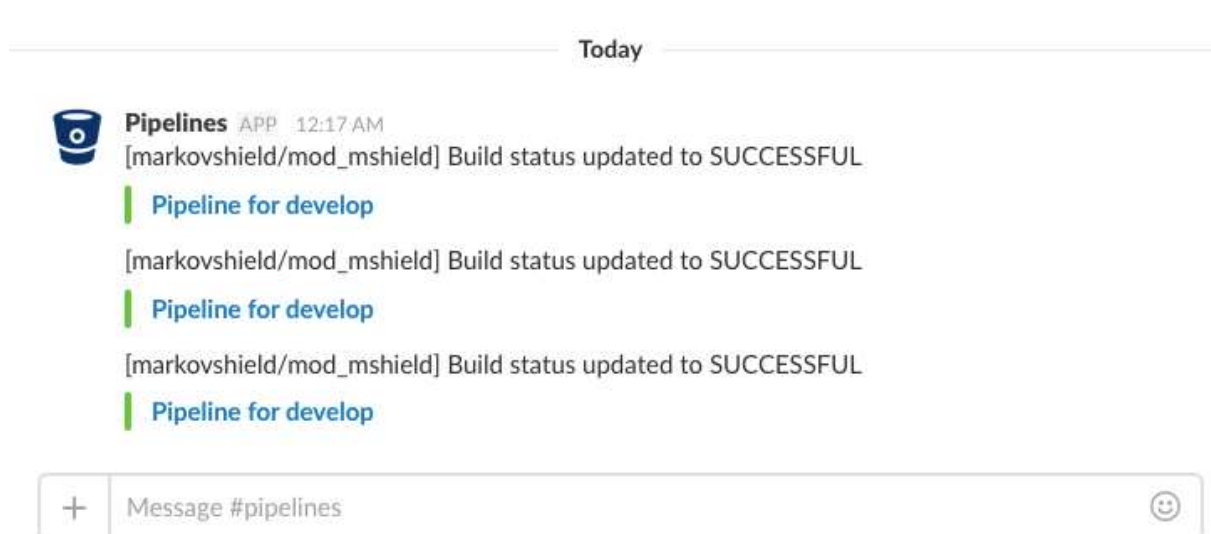 Today
Pipelines APP 12:17 AM
[markovshield/mod_mshield] Build status updated to SUCCESSFUL
Pipeline for develop
[markovshield/mod_mshield] Build status updated to SUCCESSFUL
Pipeline for develop
[markovshield/mod_mshield] Build status updated to SUCCESSFUL
Pipeline for develop
+ Message #pipelines